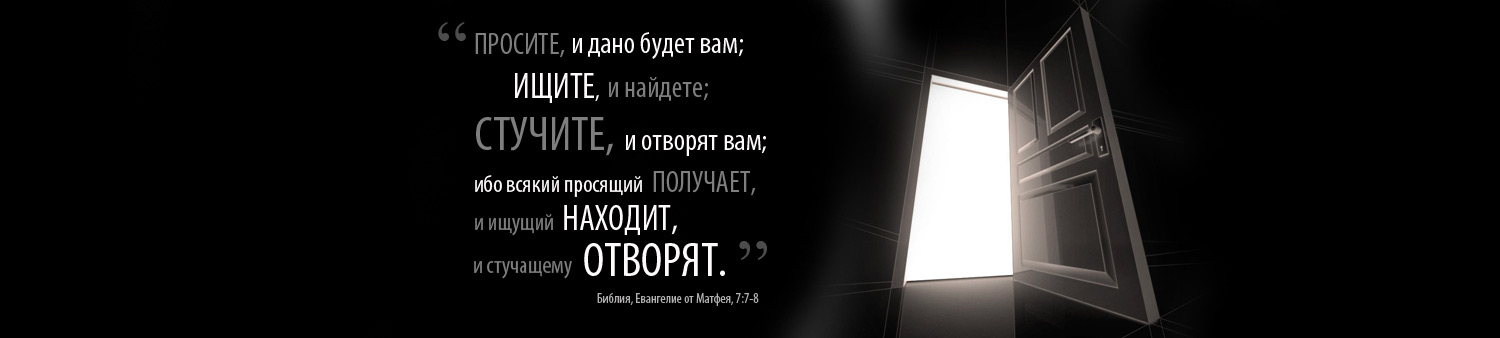 “ ПРОСИТЕ, и дано будет вам;
ИЩИТЕ, и найдете;
СТУЧИТЕ, и отворят вам;
ибо всякий просящий ПОЛУЧАЕТ,
и ищущий НАХОДИТ,
и стучащему ОТВОРЯТ. ”
Библия, Евангелие от Матфея, 7:7-8